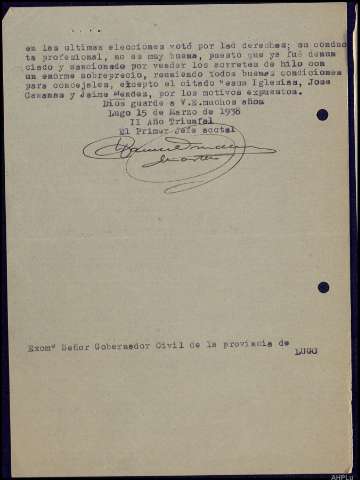 en las ultimas elecciones votó por las derechas; su conduc
ta profesional, no es muy buena, puesto que ya fué denun
ciado y sancionado por vender los carretes de hilo con
un enorme sobreprecio, reuniendo todos buenas condiciones
para concejales, excepto el citado Jesus Iglesias, Jose
y Jaime Mendez, por los motivos expuestos.
Dios guarde a V.E. muchos años
Lugo 15 de Marzo de 1938
II Año Triunfal
El Primer Jefe acctal
Exomº Señor Gobernador Civil de la provincia de
LUGO
AHPLu